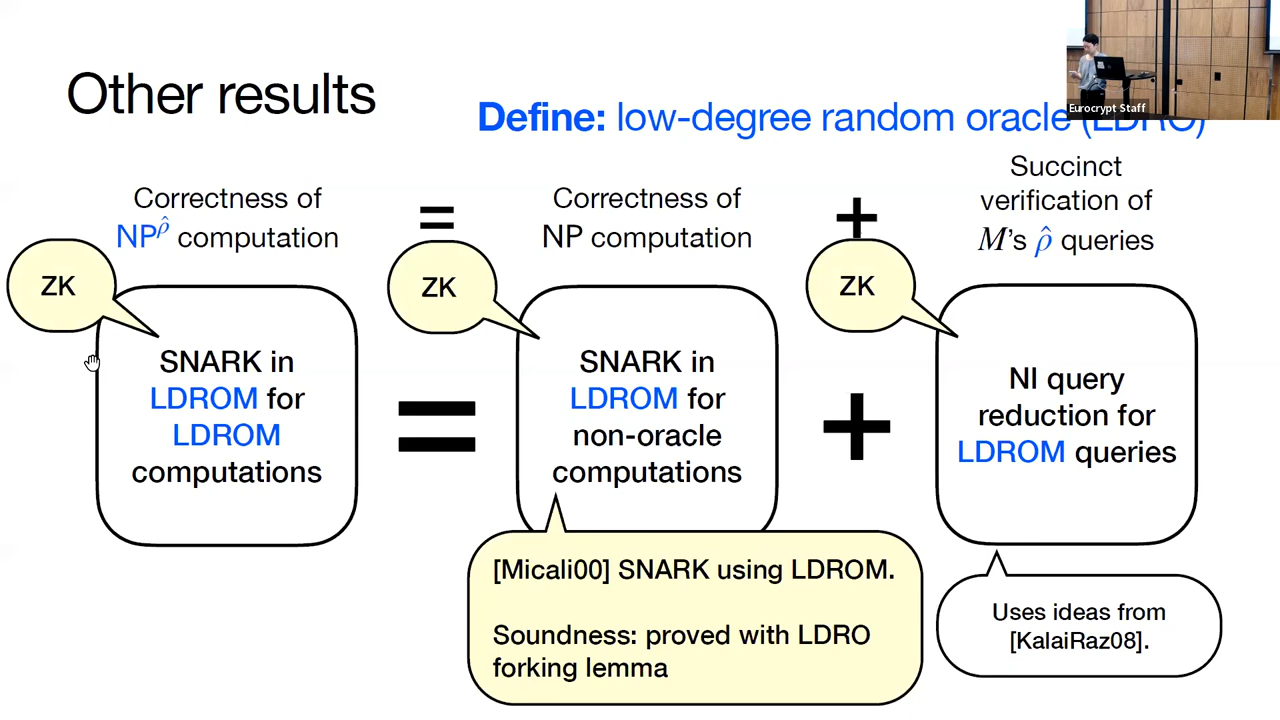 Other results
Define: low-degree random oracle (LDRO)
Eurocrypt Staff
Correctness of
NP^ρ̂ computation
=
Correctness of
NP computation
+
Succinct
verification of
M's ρ̂ queries
ZK
ZK
ZK
SNARK in
LDROM for
LDROM
computations
=
SNARK in
LDROM for
non-oracle
computations
+
NI query
reduction for
LDROM queries
[Micali00] SNARK using LDROM.
Soundness: proved with LDRO
forking lemma
Uses ideas from
[KalaiRaz08].